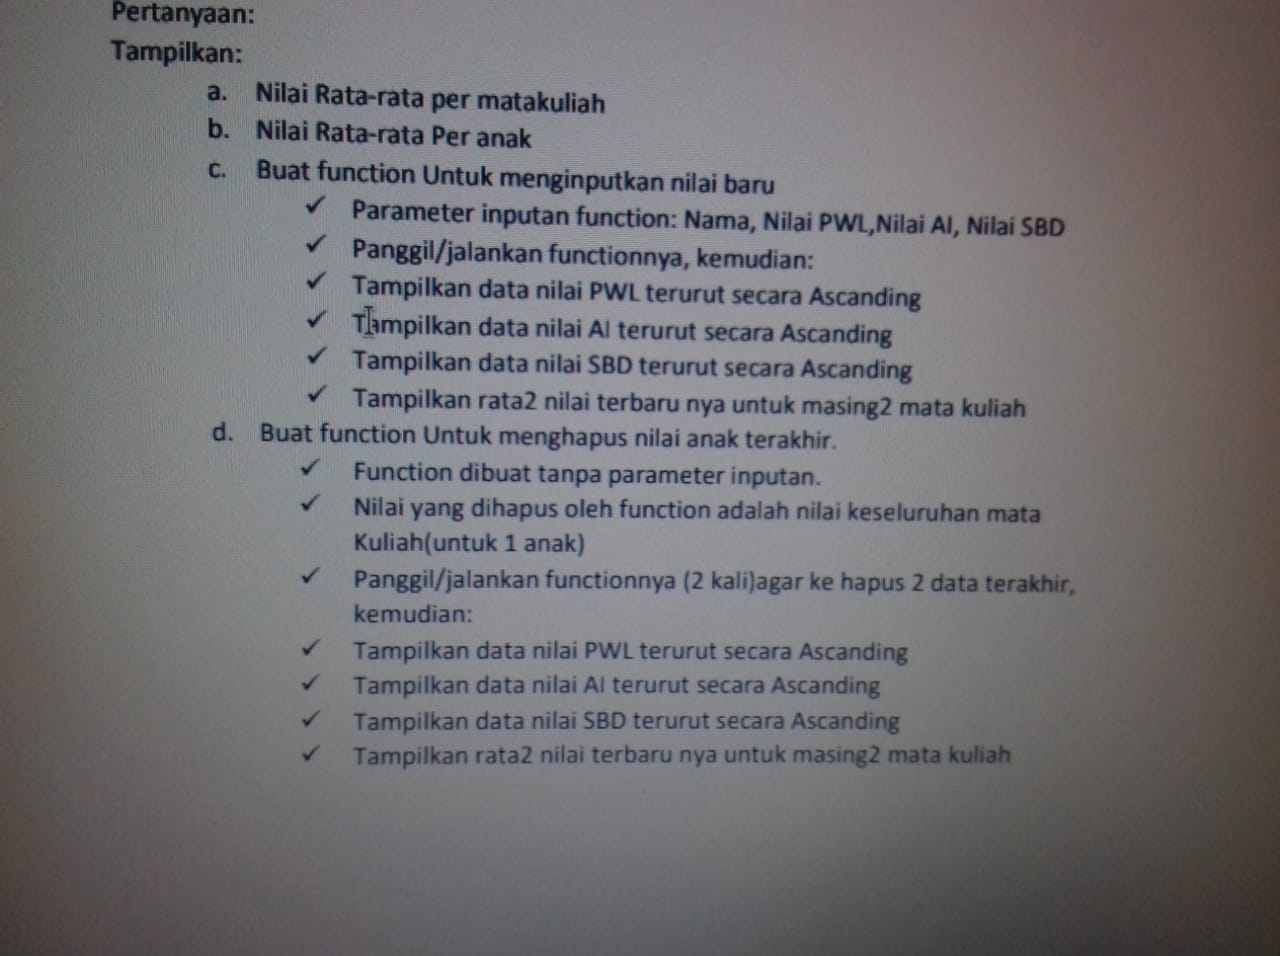 Pertanyaan:
Tampilkan:
a. Nilai Rata-rata per matakuliah
b. Nilai Rata-rata Per anak
c. Buat function Untuk menginputkan nilai baru
✓ Parameter inputan function: Nama, Nilai PWL,Nilai AI, Nilai SBD
✓ Panggil/jalankan functionnya, kemudian:
✓ Tampilkan data nilai PWL terurut secara Ascanding
✓ Tampilkan data nilai AI terurut secara Ascanding
✓ Tampilkan data nilai SBD terurut secara Ascanding
✓ Tampilkan rata2 nilai terbaru nya untuk masing2 mata kuliah
d. Buat function Untuk menghapus nilai anak terakhir.
✓ Function dibuat tanpa parameter inputan.
✓ Nilai yang dihapus oleh function adalah nilai keseluruhan mata
Kuliah(untuk 1 anak)
✓ Panggil/jalankan functionnya (2 kali)agar ke hapus 2 data terakhir,
kemudian:
✓ Tampilkan data nilai PWL terurut secara Ascanding
✓ Tampilkan data nilai AI terurut secara Ascanding
✓ Tampilkan data nilai SBD terurut secara Ascanding
✓ Tampilkan rata2 nilai terbaru nya untuk masing2 mata kuliah